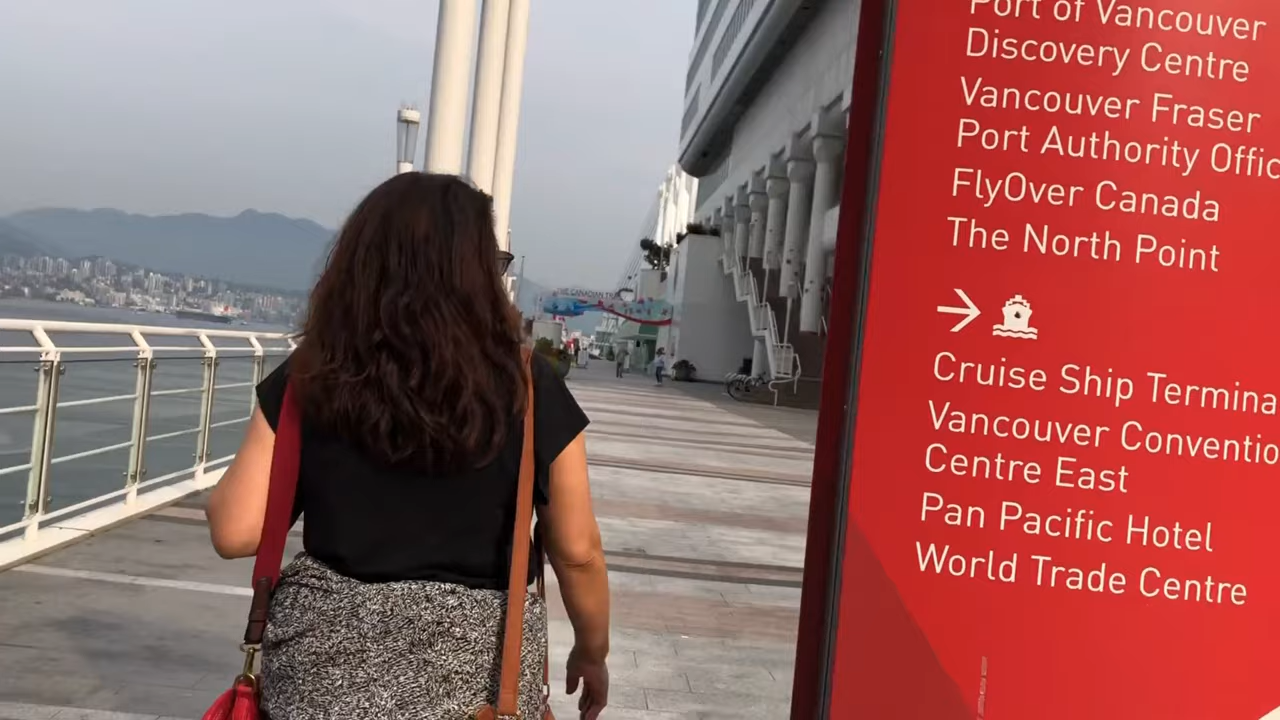 Port of Vancouver
Discovery Centre
Vancouver Fraser
Port Authority Offic
FlyOver Canada
The North Point
Cruise Ship Termina
Vancouver Conventio
Centre East
Pan Pacific Hotel
World Trade Centre